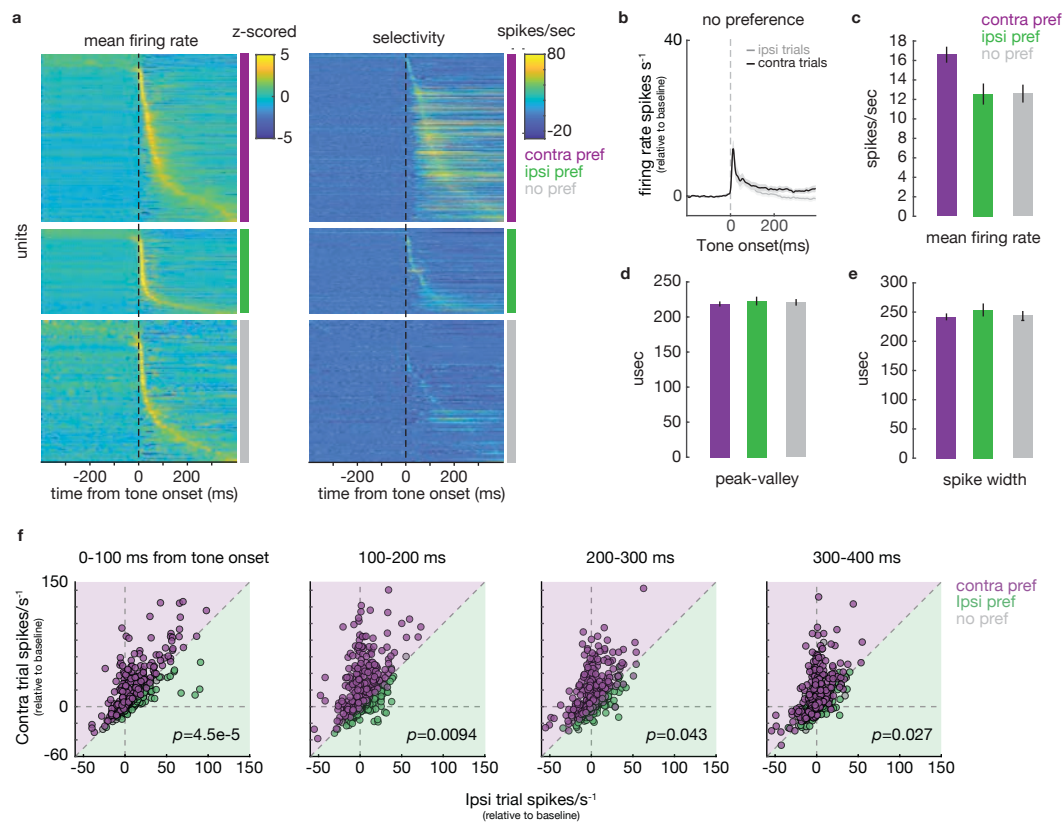 a
mean firing rate
z-scored
5
0
-5
selectivity
spikes/sec
80
-20
contra pref
ipsi pref
no pref
units
-200 0 200
time from tone onset (ms)
-200 0 200
time from tone onset (ms)
b
no preference
ipsi trials
contra trials
40
0
firing rate spikes s⁻¹
(relative to baseline)
0 200
Tone onset(ms)
c
contra pref
ipsi pref
no pref
18
16
14
12
10
8
6
4
2
0
spikes/sec
mean firing rate
d
250
200
150
100
50
0
usec
peak-valley
e
300
250
200
150
100
50
0
usec
spike width
f
0-100 ms from tone onset
100-200 ms
200-300 ms
300-400 ms
contra pref
Ipsi pref
no pref
150
0
-60
Contra trial spikes/s⁻¹
(relative to baseline)
p=4.5e-5
p=0.0094
p=0.043
p=0.027
-50 0 50 100 150
-50 0 50 100 150
-50 0 50 100 150
-50 0 50 100 150
Ipsi trial spikes/s⁻¹
(relative to baseline)